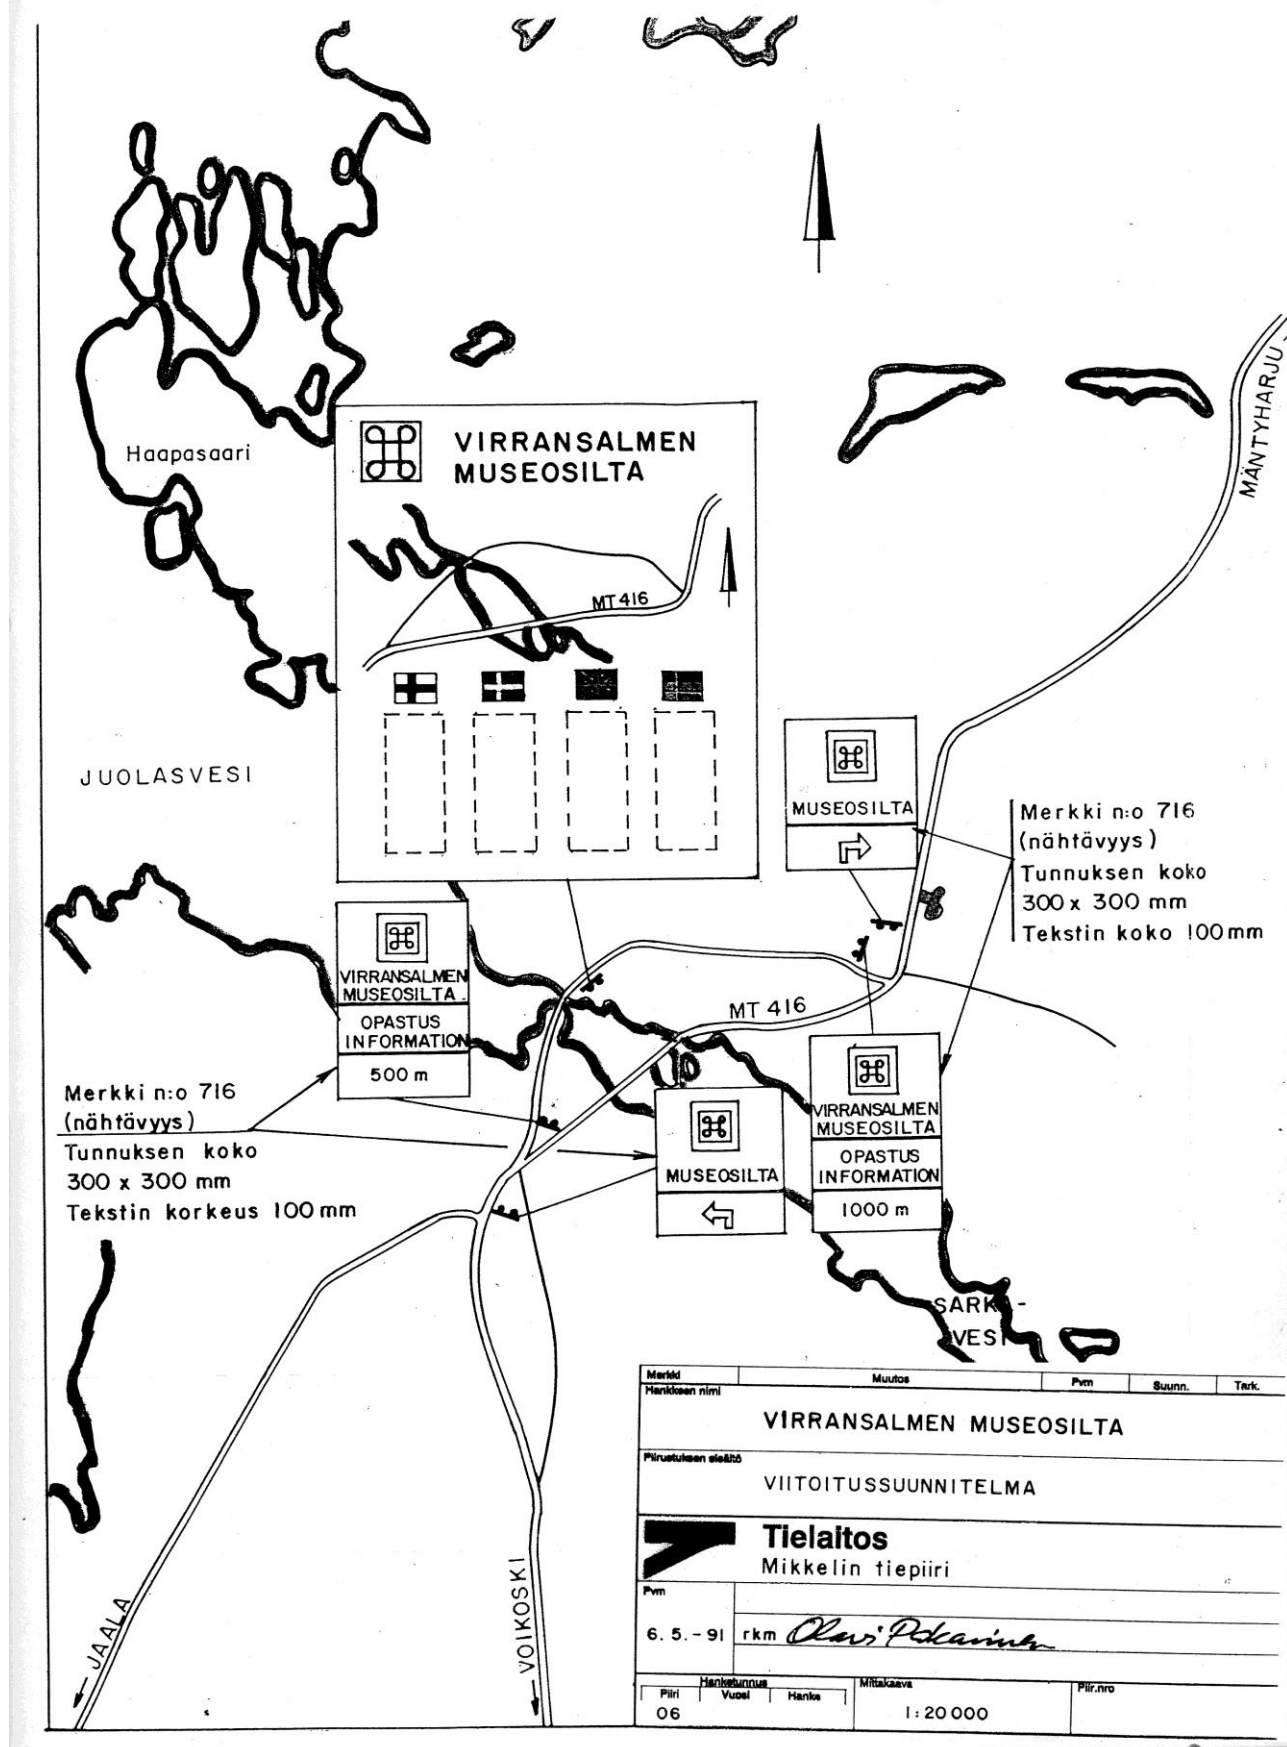 MÄNTYHARJU
Haapasaari
VIRRANSALMEN
MUSEOSILTA
MT 416
JUOLASVESI
MUSEOSILTA
Merkki n:o 716
(nähtävyys)
Tunnuksen koko
300 x 300 mm
Tekstin koko 100mm
VIRRANSALMEN
MUSEOSILTA
OPASTUS
INFORMATION
500 m
MT 416
Merkki n:o 716
(nähtävyys)
Tunnuksen koko
300 x 300 mm
Tekstin korkeus 100mm
MUSEOSILTA
VIRRANSALMEN
MUSEOSILTA
OPASTUS
INFORMATION
1000 m
SARKA-
VESI
JAALA
VOIKOSKI
Merkki Muutos Pvm Suunn. Tark.
Hankkeen nimi
VIRRANSALMEN MUSEOSILTA
Piirustuksen sisältö
VIITOITUSSUUNNITELMA
Tielaitos
Mikkelin tiepiiri
Pvm
6. 5. - 91 rkm Olavi
Hanketunnus
Piiri Vuosi Hanke
06
Mittakaava
1 : 20 000
Piir.nro